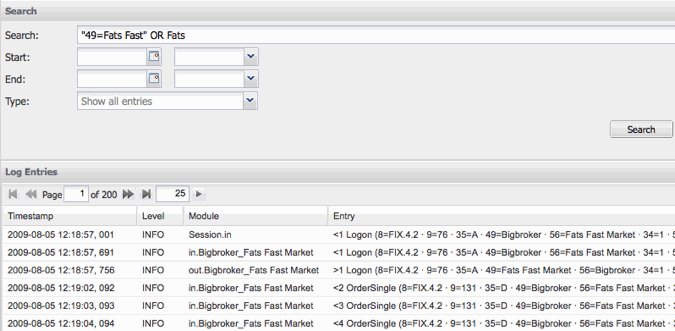 Search
Search: "49=Fats Fast" OR Fats
Start:
End:
Type: Show all entries
Search
Log Entries
Page 1 of 200 25
Timestamp Level Module Entry
2009-08-05 12:18:57, 001 INFO Session.in <1 Logon (8=FIX.4.2 · 9=76 · 35=A · 49=Bigbroker · 56=Fats Fast Market · 34=1 ·
2009-08-05 12:18:57, 691 INFO in.Bigbroker_Fats Fast Market <1 Logon (8=FIX.4.2 · 9=76 · 35=A · 49=Bigbroker · 56=Fats Fast Market · 34=1 ·
2009-08-05 12:18:57, 756 INFO out.Bigbroker_Fats Fast Market >1 Logon (8=FIX.4.2 · 9=76 · 35=A · 49=Fats Fast Market · 56=Bigbroker · 34=1 ·
2009-08-05 12:19:02, 092 INFO in.Bigbroker_Fats Fast Market <2 OrderSingle (8=FIX.4.2 · 9=131 · 35=D · 49=Bigbroker · 56=Fats Fast Market ·
2009-08-05 12:19:03, 093 INFO in.Bigbroker_Fats Fast Market <3 OrderSingle (8=FIX.4.2 · 9=131 · 35=D · 49=Bigbroker · 56=Fats Fast Market ·
2009-08-05 12:19:04, 094 INFO in.Bigbroker_Fats Fast Market <4 OrderSingle (8=FIX.4.2 · 9=131 · 35=D · 49=Bigbroker · 56=Fats Fast Market ·